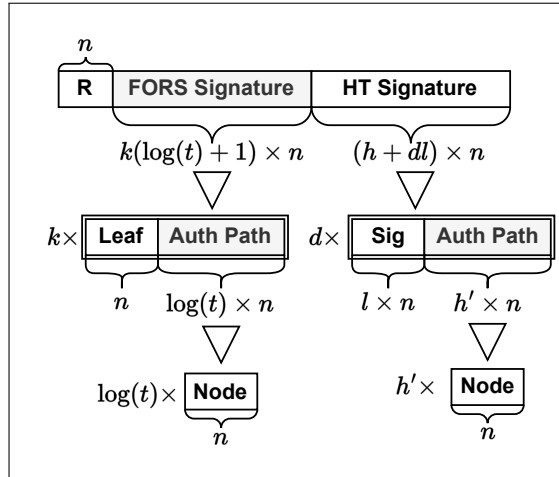 n
R FORS Signature HT Signature
k(log(t) + 1) × n (h + dl) × n
k× Leaf Auth Path d× Sig Auth Path
n log(t) × n l × n h′ × n
log(t)× Node h′× Node
n n